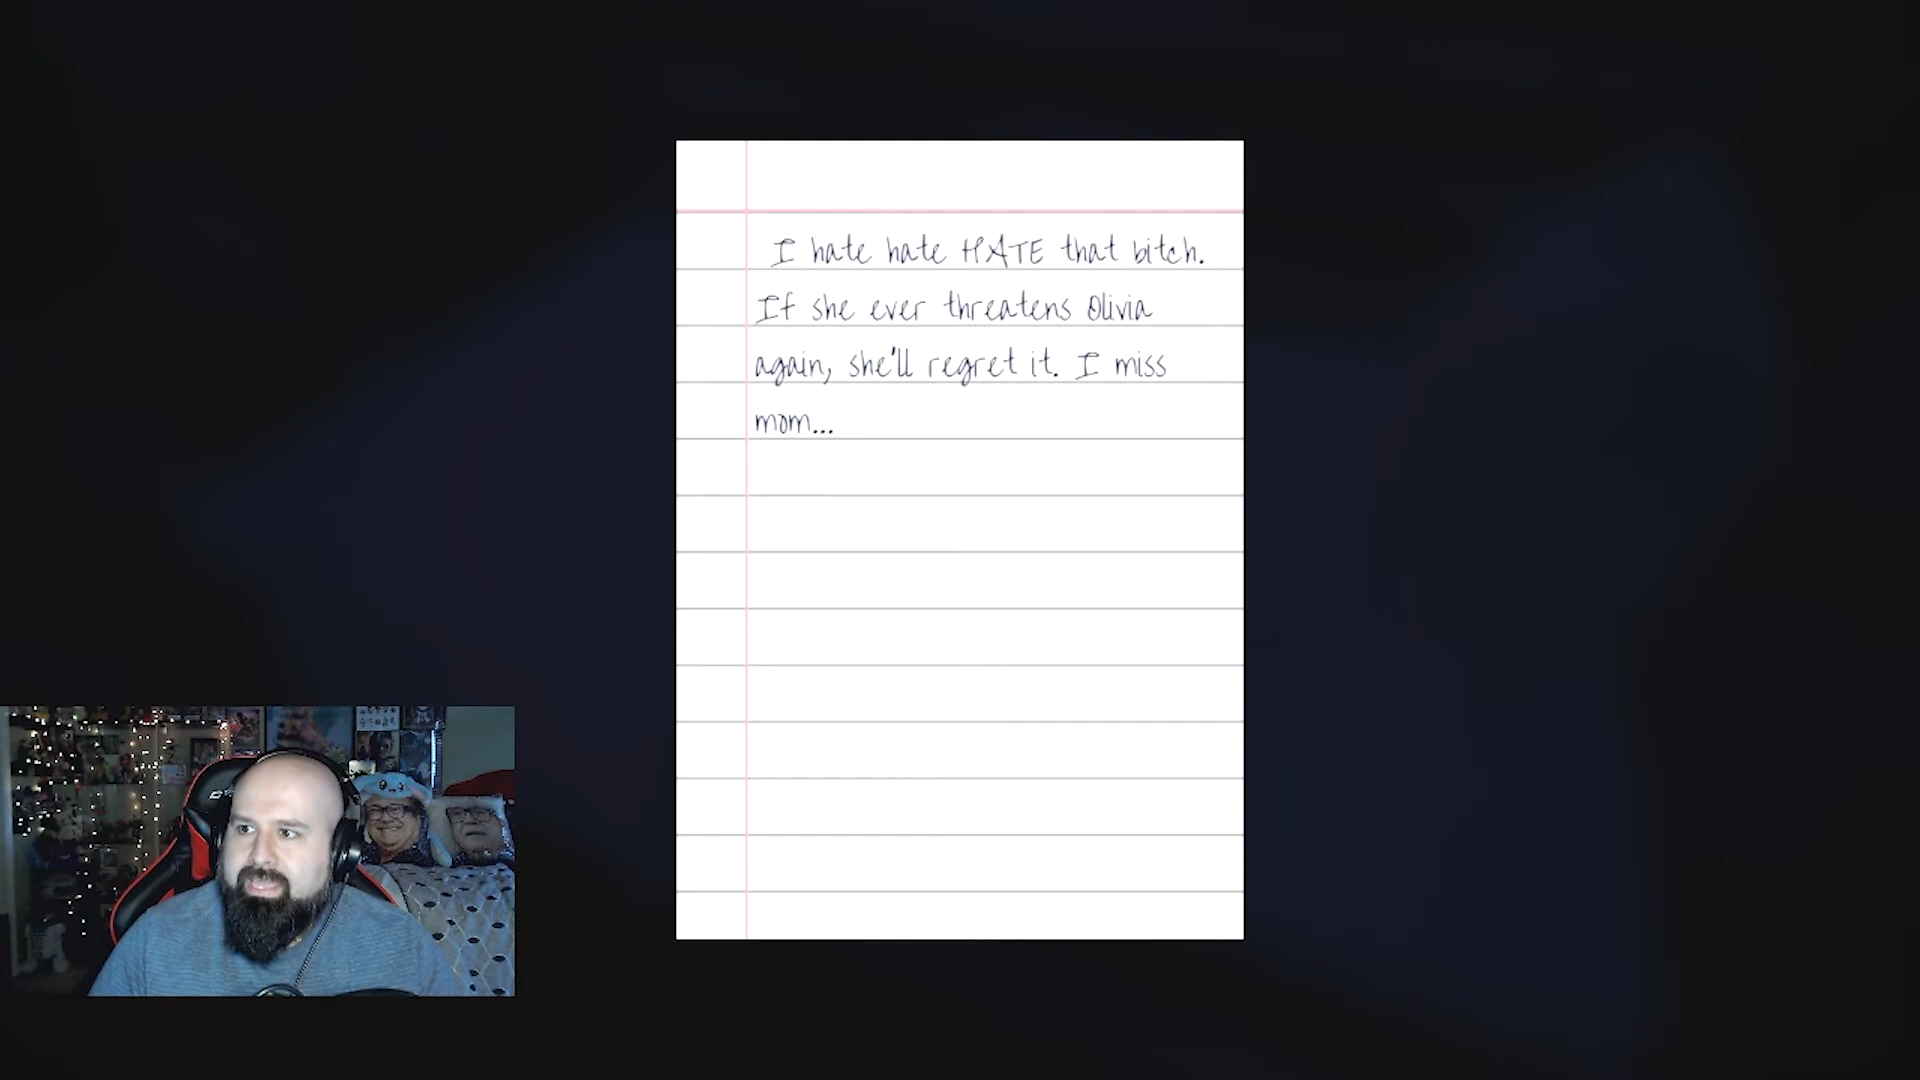 I hate hate HATE that bitch.
If she ever threatens Olivia
again, she'll regret it. I miss
mom...